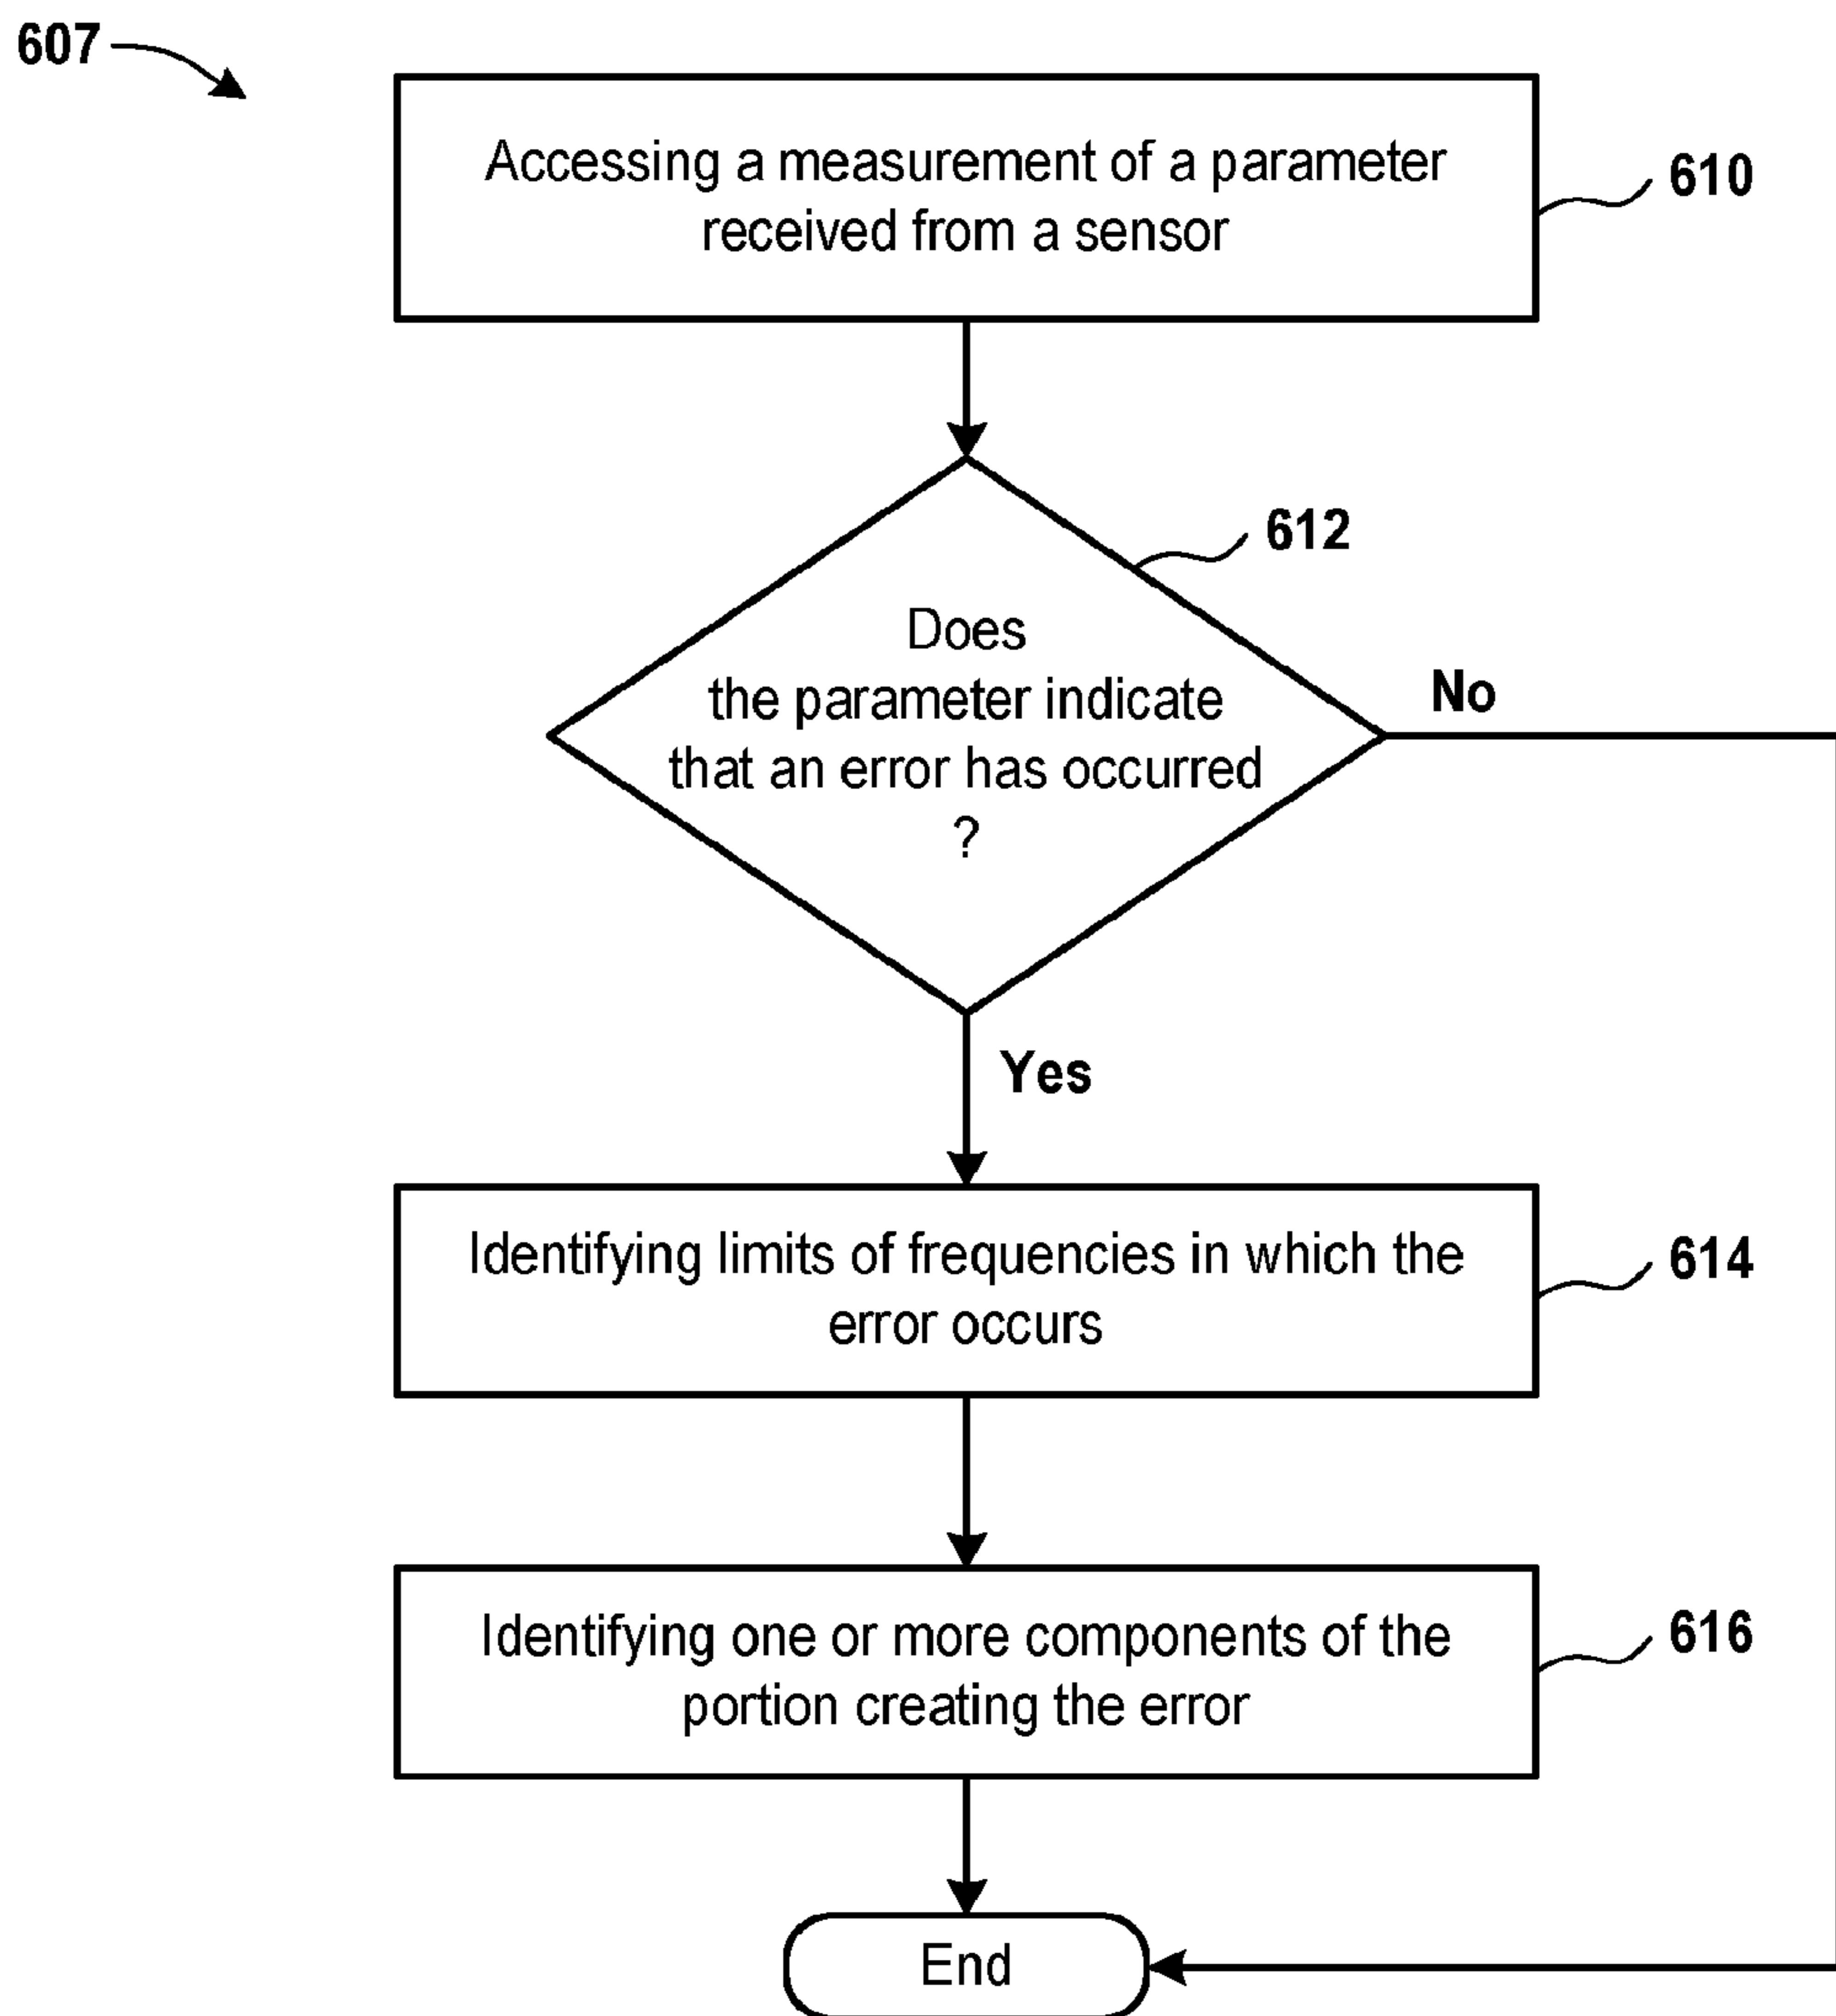 607
Accessing a measurement of a parameter
received from a sensor
610
612
Does
the parameter indicate
that an error has occurred
?
No
Yes
Identifying limits of frequencies in which the
error occurs
614
Identifying one or more components of the
portion creating the error
616
End